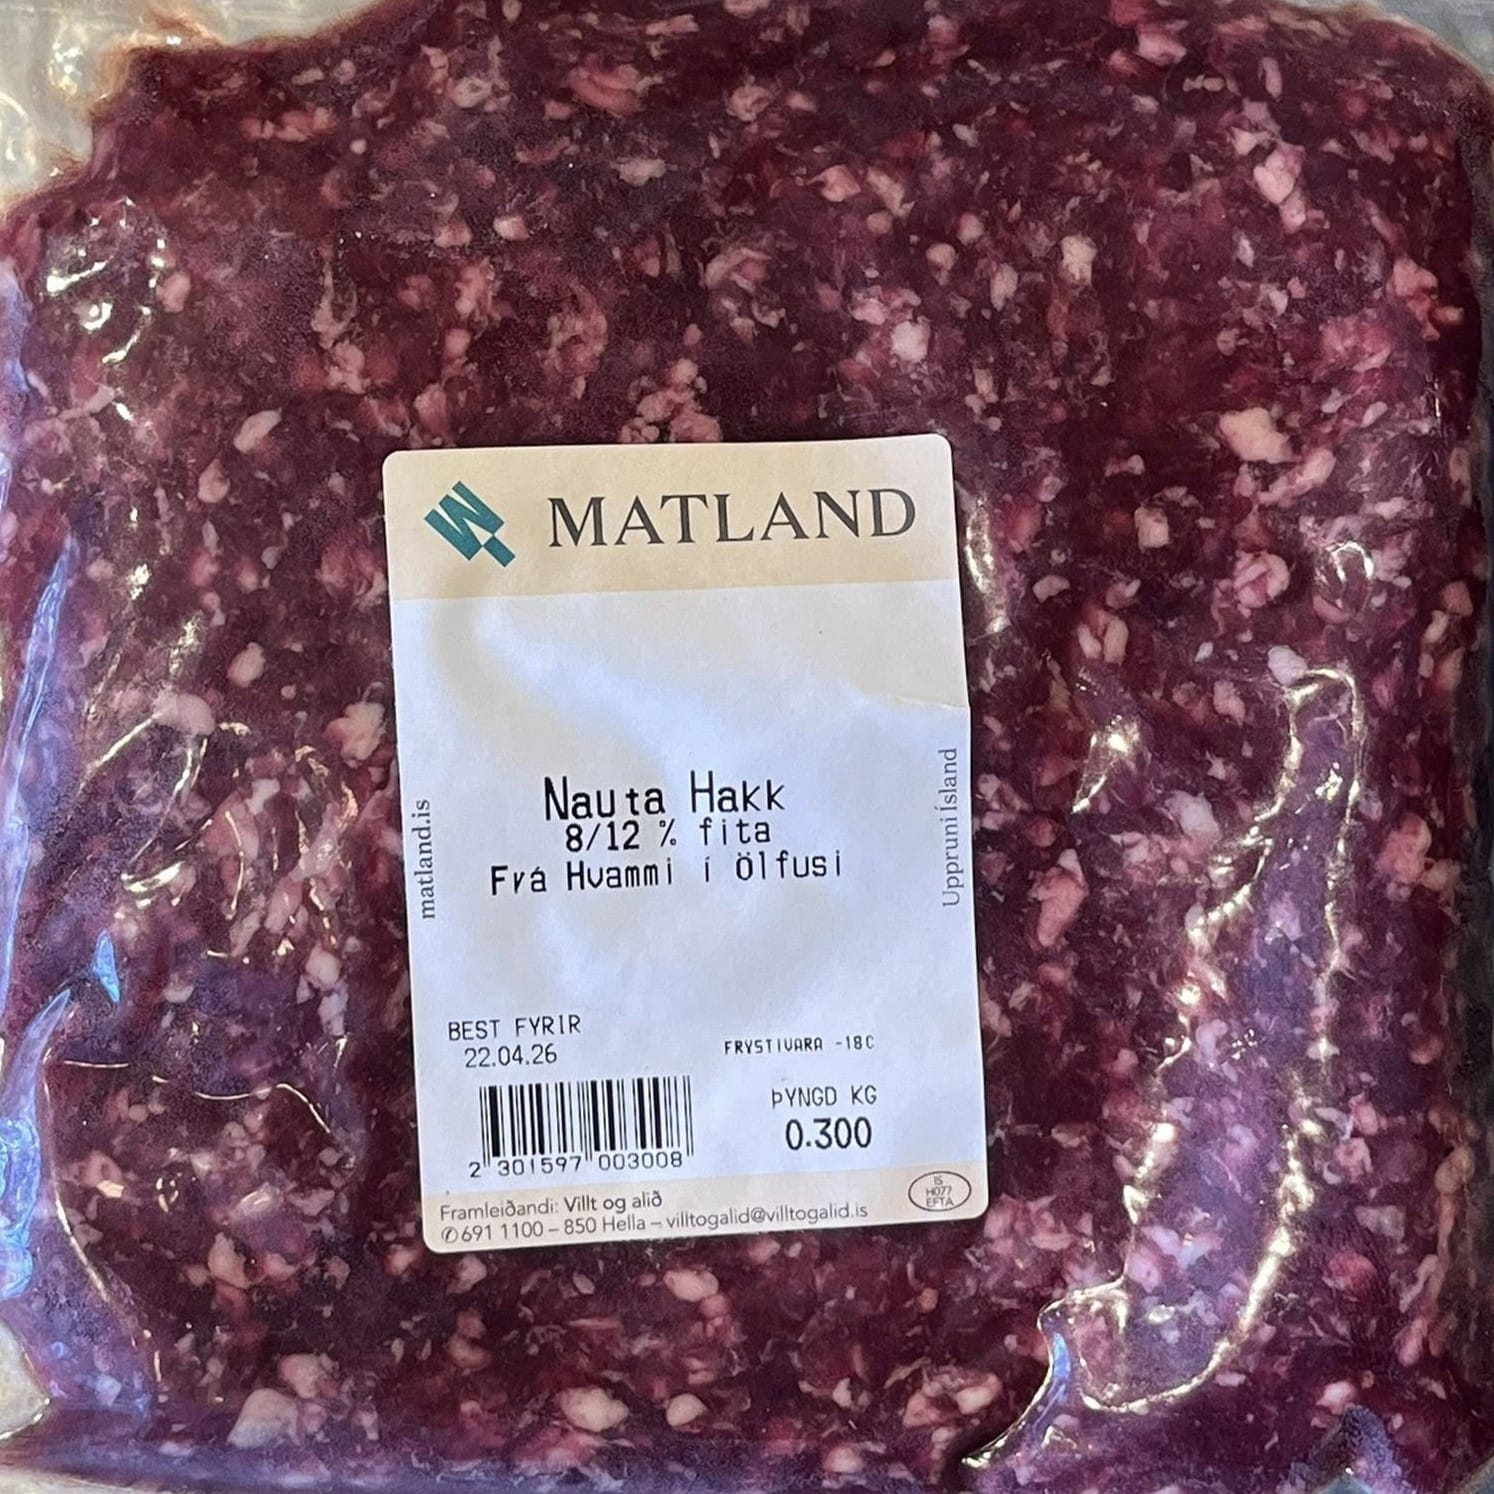 MATLAND
Nauta Hakk
8/12 % fita
Frá Hvammi í Ölfusi
matland.is
Uppruni Ísland
BEST FYRIR
22.04.26
FRYSTIVARA -18C
ÞYNGD KG
0.300
2 301597 003008
Framleiðandi: Villt og alið
✆691 1100 – 850 Hella – villtogalid@villtogalid.is
IS
H077
EFTA